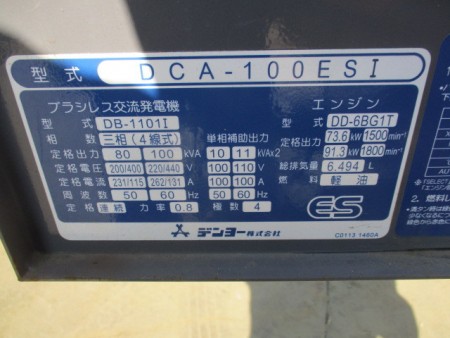 型式 DCA-100ESI
ブラシレス交流発電機
型式 DB-1101I
相数 三相(4線式) 単相補助出力
定格出力 80 100 kVA 10 11 kVAx2
定格電圧 200/400 220/440 V 100 110 V
定格電流 231/115 262/131 A 100 100 A
周波数 50 60 Hz 50 60 Hz
定格 連続 力率 0.8 極数 4
エンジン
型式 DD-6BG1T
73.6 kW 1500 min⁻¹
91.3 kW 1800 min⁻¹
総排気量 6.494 L
燃料 軽油
ES
デンヨー株式会社
C0113 1460A
2. 燃料し